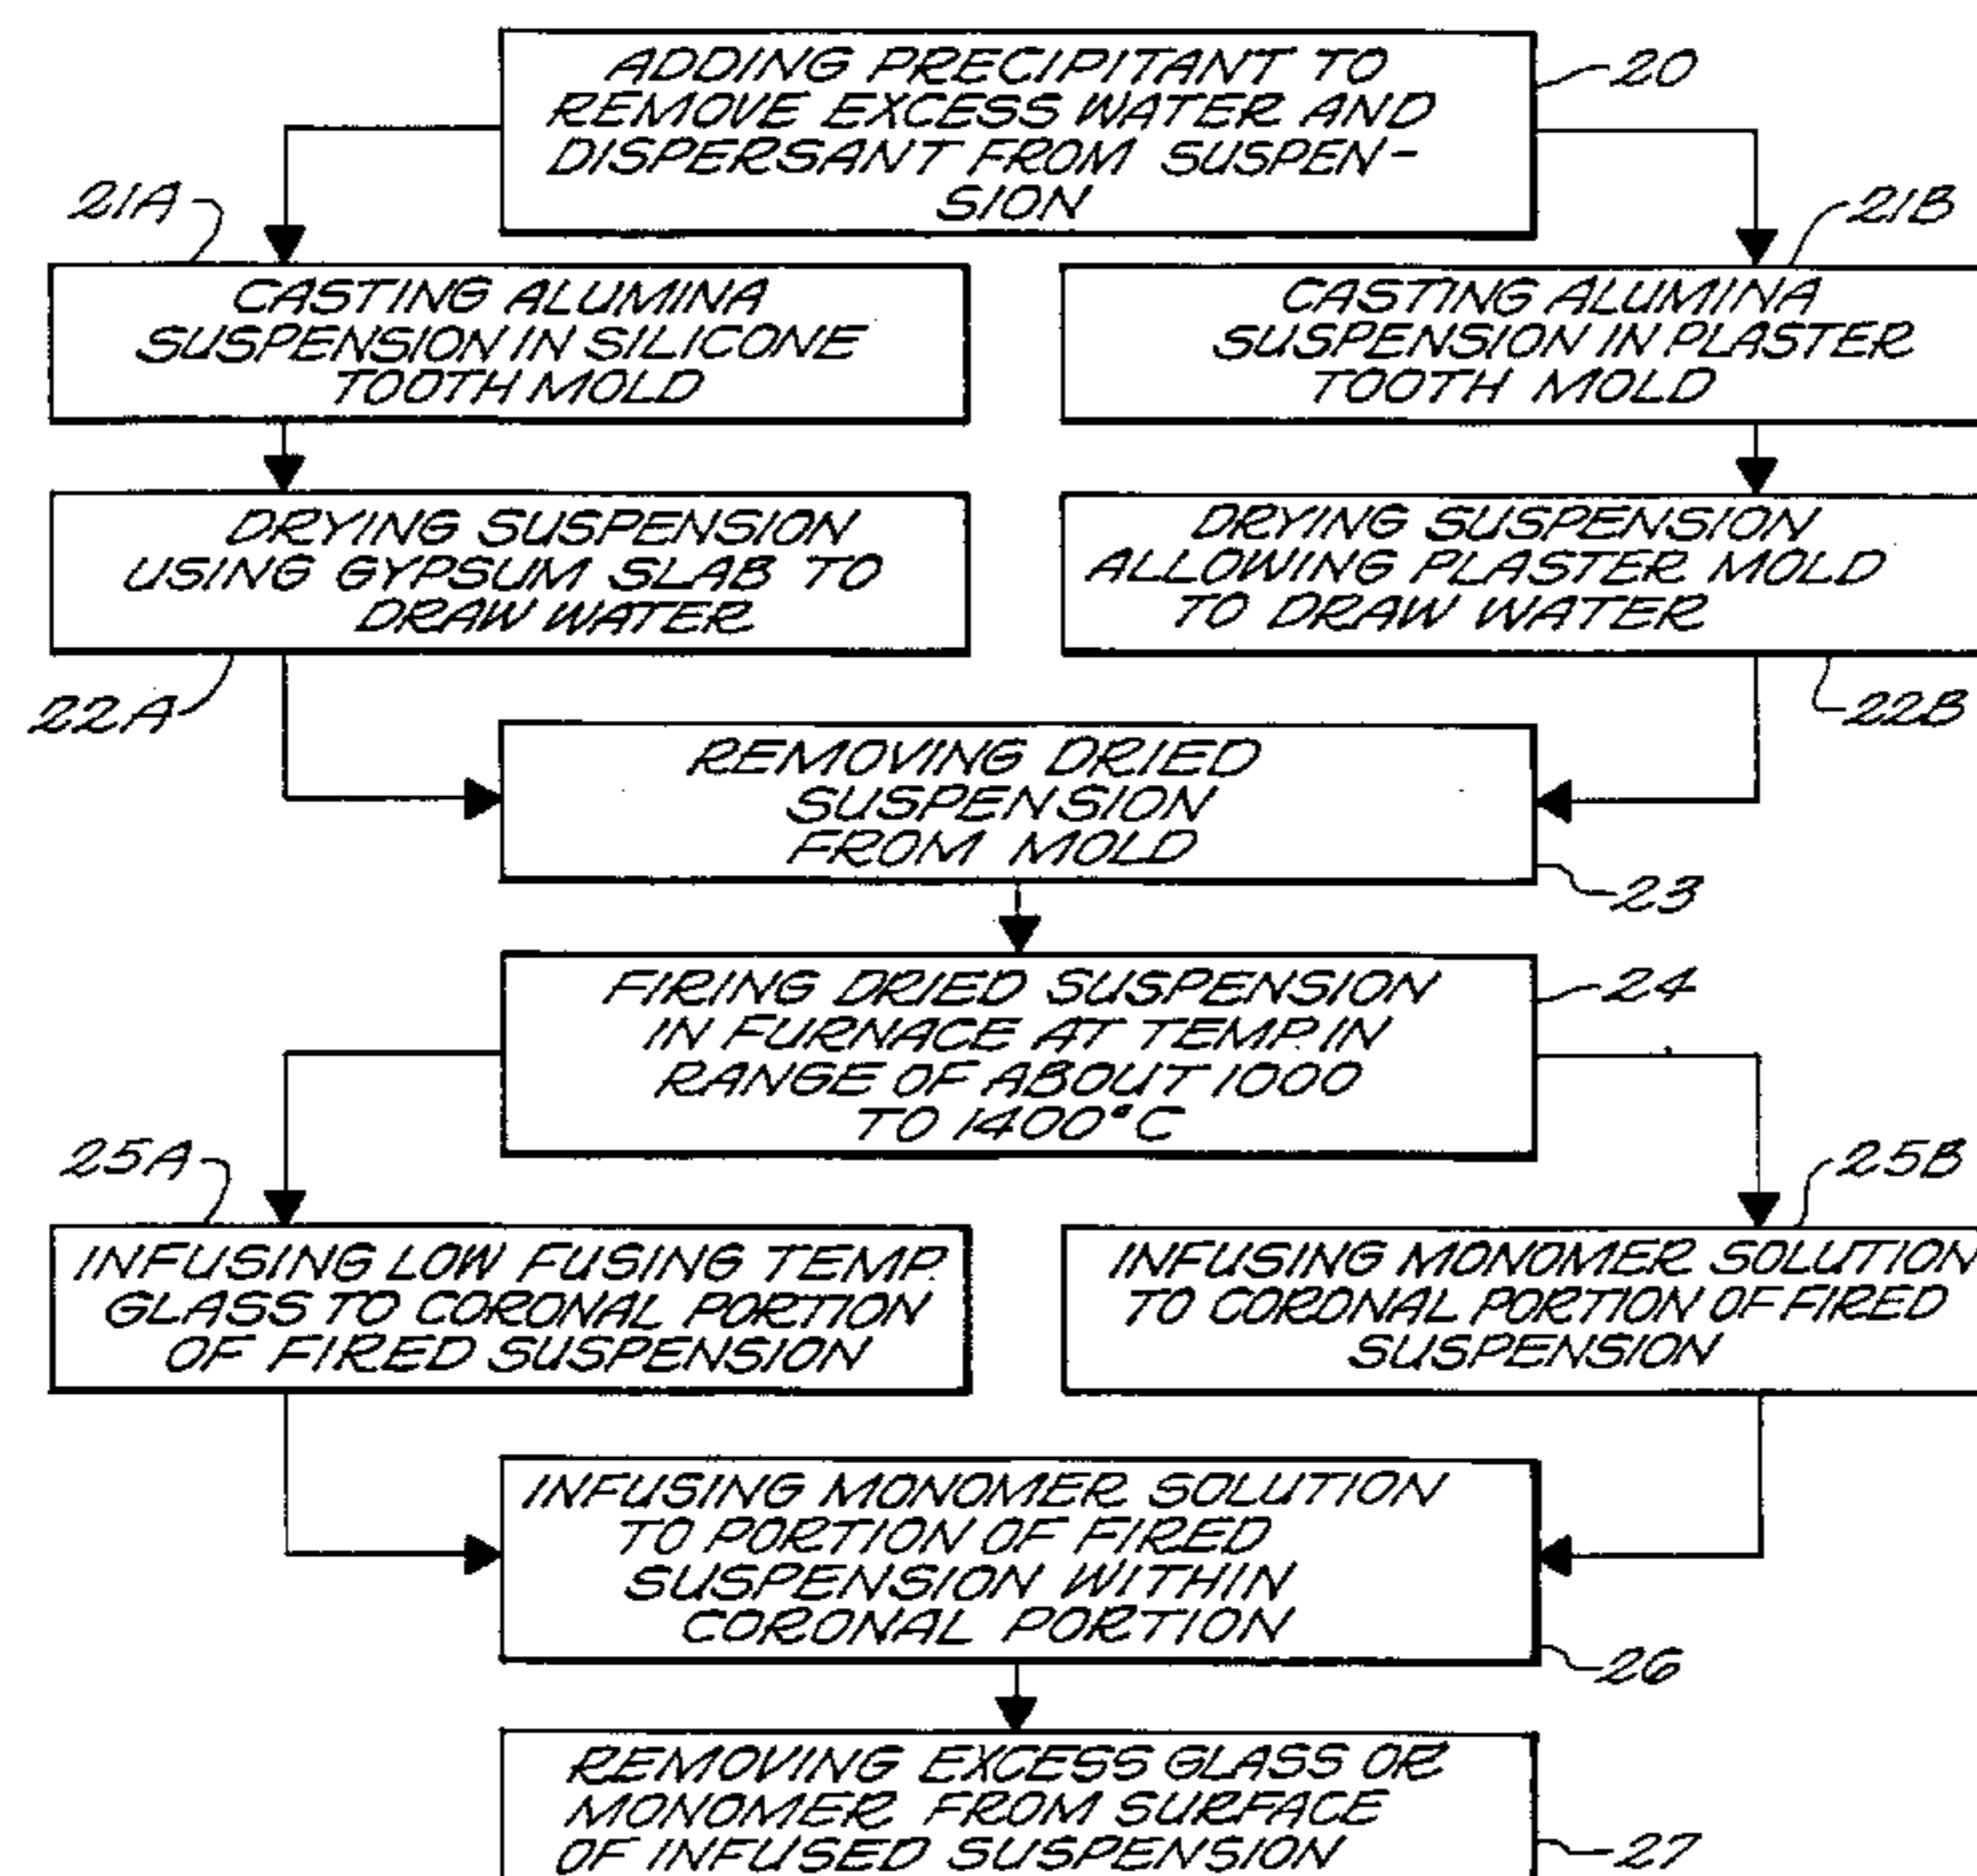 ADDING PRECIPITANT TO
REMOVE EXCESS WATER AND
DISPERSANT FROM SUSPEN-
SION
20
21A
21B
CASTING ALUMINA
SUSPENSION IN SILICONE
TOOTH MOLD
CASTING ALUMINA
SUSPENSION IN PLASTER
TOOTH MOLD
DRYING SUSPENSION
USING GYPSUM SLAB TO
DRAW WATER
DRYING SUSPENSION
ALLOWING PLASTER MOLD
TO DRAW WATER
22A
22B
REMOVING DRIED
SUSPENSION
FROM MOLD
23
FIRING DRIED SUSPENSION
IN FURNACE AT TEMP IN
RANGE OF ABOUT 1000
TO 1400°C
24
25A
25B
INFUSING LOW FUSING TEMP
GLASS TO CORONAL PORTION
OF FIRED SUSPENSION
INFUSING MONOMER SOLUTION
TO CORONAL PORTION OF FIRED
SUSPENSION
INFUSING MONOMER SOLUTION
TO PORTION OF FIRED
SUSPENSION WITHIN
CORONAL PORTION
26
REMOVING EXCESS GLASS OR
MONOMER FROM SURFACE
OF INFUSED SUSPENSION
27